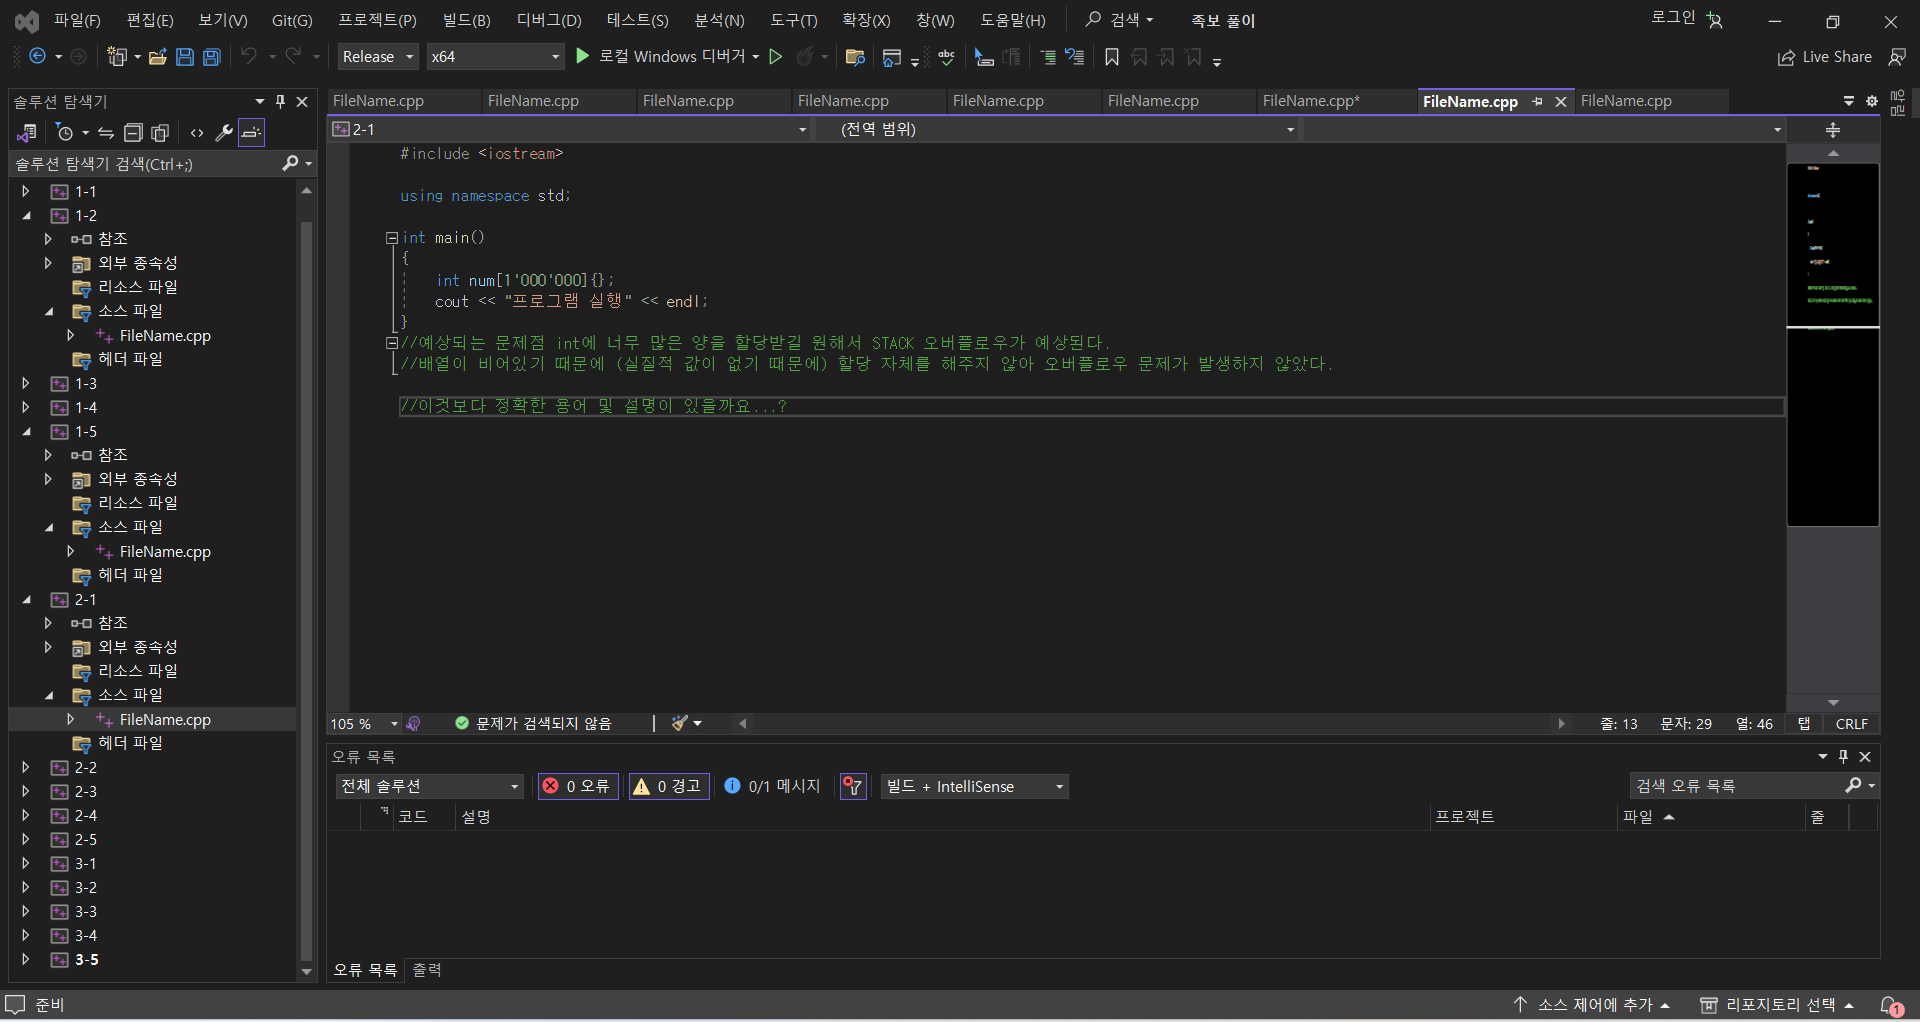 파일(F) 편집(E) 보기(V) Git(G) 프로젝트(P) 빌드(B) 디버그(D) 테스트(S) 분석(N) 도구(T) 확장(X) 창(W) 도움말(H) 검색 족보 풀이 로그인
Release x64 로컬 Windows 디버거 abc Live Share
솔루션 탐색기
솔루션 탐색기 검색(Ctrl+;)
1-1
1-2
참조
외부 종속성
리소스 파일
소스 파일
FileName.cpp
헤더 파일
1-3
1-4
1-5
참조
외부 종속성
리소스 파일
소스 파일
FileName.cpp
헤더 파일
2-1
참조
외부 종속성
리소스 파일
소스 파일
FileName.cpp
헤더 파일
2-2
2-3
2-4
2-5
3-1
3-2
3-3
3-4
3-5
FileName.cpp FileName.cpp FileName.cpp FileName.cpp FileName.cpp FileName.cpp FileName.cpp* FileName.cpp FileName.cpp
알림
2-1 (전역 범위)
#include <iostream>
using namespace std;
int main()
{
int num[1'000'000]{};
cout << "프로그램 실행" << endl;
}
//예상되는 문제점 int에 너무 많은 양을 할당받길 원해서 STACK 오버플로우가 예상된다.
//배열이 비어있기 때문에 (실질적 값이 없기 때문에) 할당 자체를 해주지 않아 오버플로우 문제가 발생하지 않았다.
//이것보다 정확한 용어 및 설명이 있을까요...?
105 % 문제가 검색되지 않음 줄: 13 문자: 29 열: 46 탭 CRLF
오류 목록
전체 솔루션 0 오류 0 경고 0/1 메시지 빌드 + IntelliSense 검색 오류 목록
코드 설명 프로젝트 파일 줄
오류 목록 출력
준비 소스 제어에 추가 리포지토리 선택 1